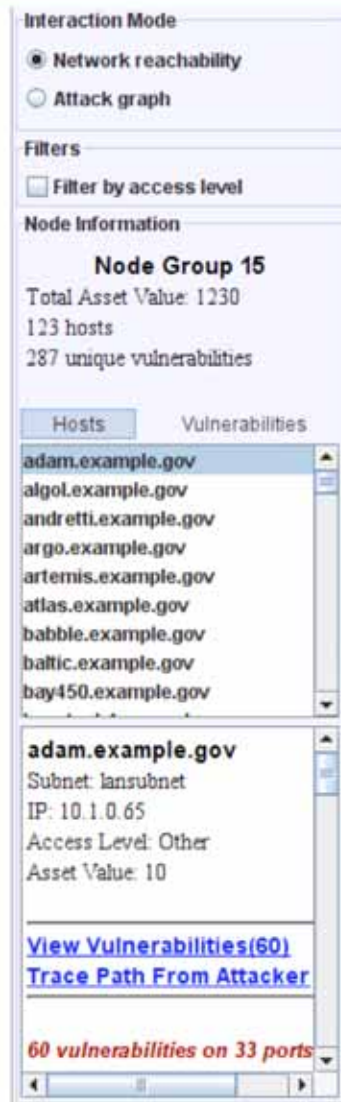 Interaction Mode
Network reachability
Attack graph
Filters
Filter by access level
Node Information
Node Group 15
Total Asset Value: 1230
123 hosts
287 unique vulnerabilities
Hosts Vulnerabilities
adam.example.gov
algol.example.gov
andretti.example.gov
argo.example.gov
artemis.example.gov
atlas.example.gov
babble.example.gov
baltic.example.gov
bay450.example.gov
adam.example.gov
Subnet: lansubnet
IP: 10.1.0.65
Access Level: Other
Asset Value: 10
View Vulnerabilities(60)
Trace Path From Attacker
60 vulnerabilities on 33 ports